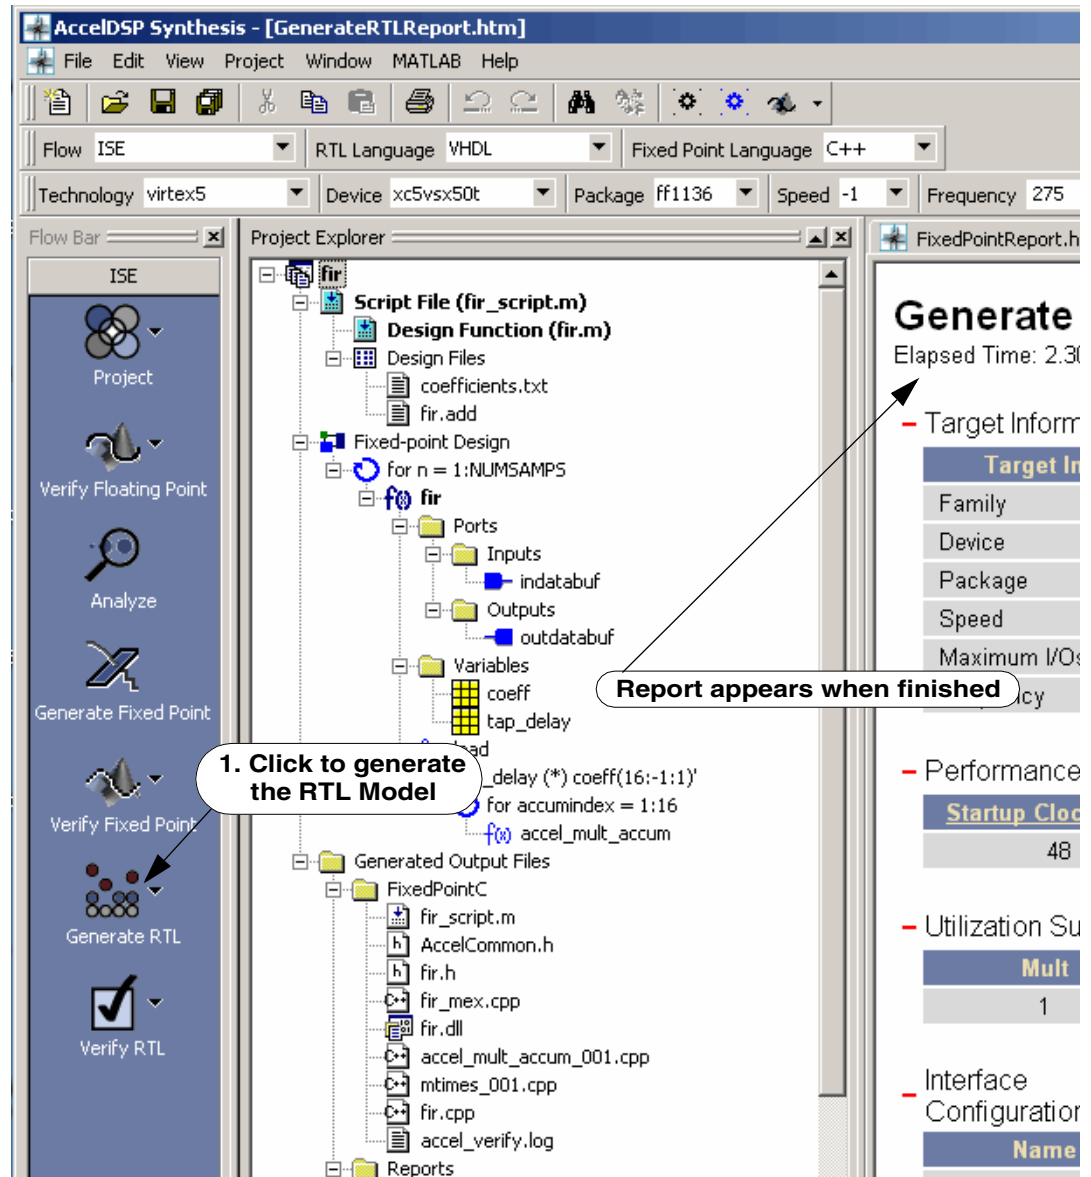 AccelDSP Synthesis - [GenerateRTLReport.htm]
File Edit View Project Window MATLAB Help
Flow ISE RTL Language VHDL Fixed Point Language C++
Technology virtex5 Device xc5vsx50t Package ff1136 Speed -1 Frequency 275
Flow Bar
ISE
Project
Verify Floating Point
Analyze
Generate Fixed Point
Verify Fixed Point
Generate RTL
Verify RTL
Project Explorer
fir
Script File (fir_script.m)
Design Function (fir.m)
Design Files
coefficients.txt
fir.add
Fixed-point Design
for n = 1:NUMSAMPS
f(x) fir
Ports
Inputs
indatabuf
Outputs
outdatabuf
Variables
coeff
tap_delay
_delay (*) coeff(16:-1:1)'
for accumindex = 1:16
f(x) accel_mult_accum
Generated Output Files
FixedPointC
fir_script.m
AccelCommon.h
fir.h
fir_mex.cpp
fir.dll
accel_mult_accum_001.cpp
mtimes_001.cpp
fir.cpp
accel_verify.log
Reports
1. Click to generate
the RTL Model
Report appears when finished
FixedPointReport.h
Generate
Elapsed Time: 2.30
Target Inform
Target In
Family
Device
Package
Speed
Maximum I/Os
Performance
Startup Cloc
48
Utilization Su
Mult
1
Interface
Configuration
Name